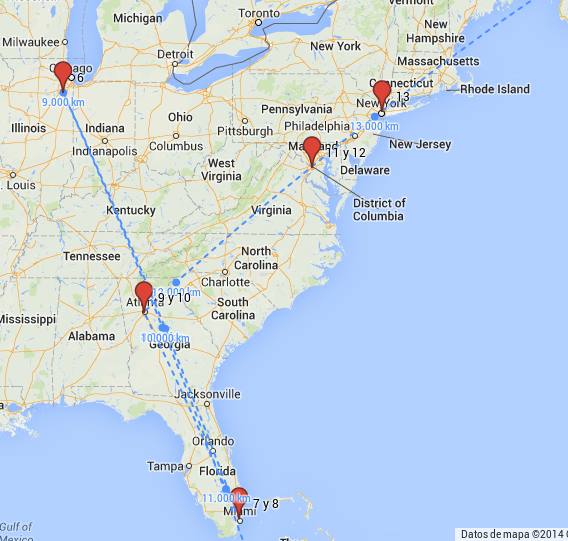 Michigan
Toronto
Vermont
New
Hampshire
Milwaukee
Detroit
New York
Massachusetts
Chicago
6
Connecticut
Rhode Island
9.000 km
13
New York
Pennsylvania
Illinois
Indiana
Ohio
Philadelphia
13.000 km
Indianapolis
Columbus
Pittsburgh
New Jersey
Maryland
11 y 12
West
Virginia
Delaware
. Louis
Kentucky
Virginia
District of
Columbia
Tennessee
North
Carolina
Charlotte
12.000 km
9 y 10
Atlanta
South
Carolina
Mississippi
Alabama
10.000 km
Georgia
Jacksonville
Orlando
Tampa
Florida
11.000 km
7 y 8
Miami
Gulf of
Mexico
The
Datos de mapa ©2014 G